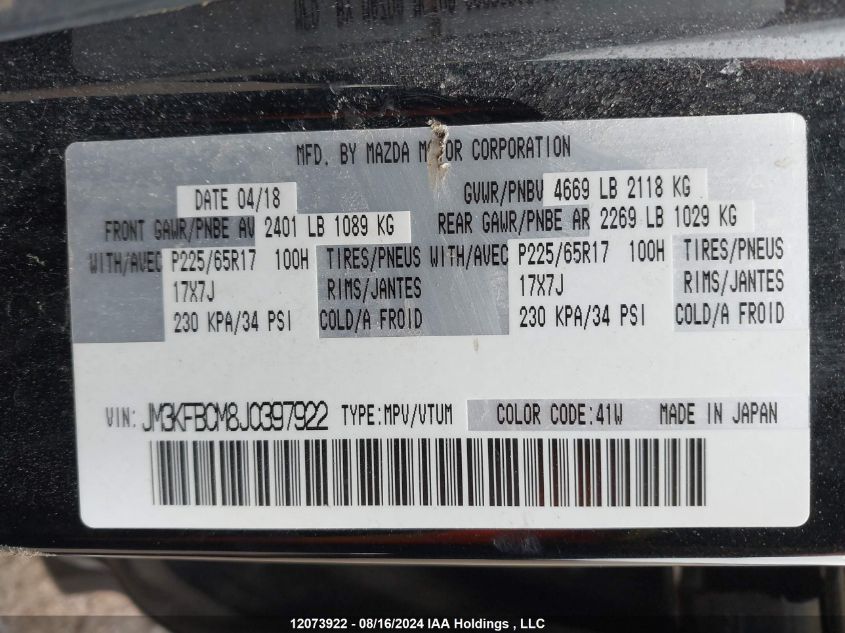 MFD. BY MAZDA MOTOR CORPORATION
DATE 04/18 GVWR/PNBV 4669 LB 2118 KG
FRONT GAWR/PNBE AV 2401 LB 1089 KG REAR GAWR/PNBE AR 2269 LB 1029 KG
WITH/AVEC P225/65R17 100H TIRES/PNEUS WITH/AVEC P225/65R17 100H TIRES/PNEUS
17X7J RIMS/JANTES 17X7J RIMS/JANTES
230 KPA/34 PSI COLD/A FROID 230 KPA/34 PSI COLD/A FROID
VIN: JM3KFBCM8J0397922 TYPE:MPV/VTUM COLOR CODE:41W MADE IN JAPAN
12073922 - 08/16/2024 IAA Holdings , LLC